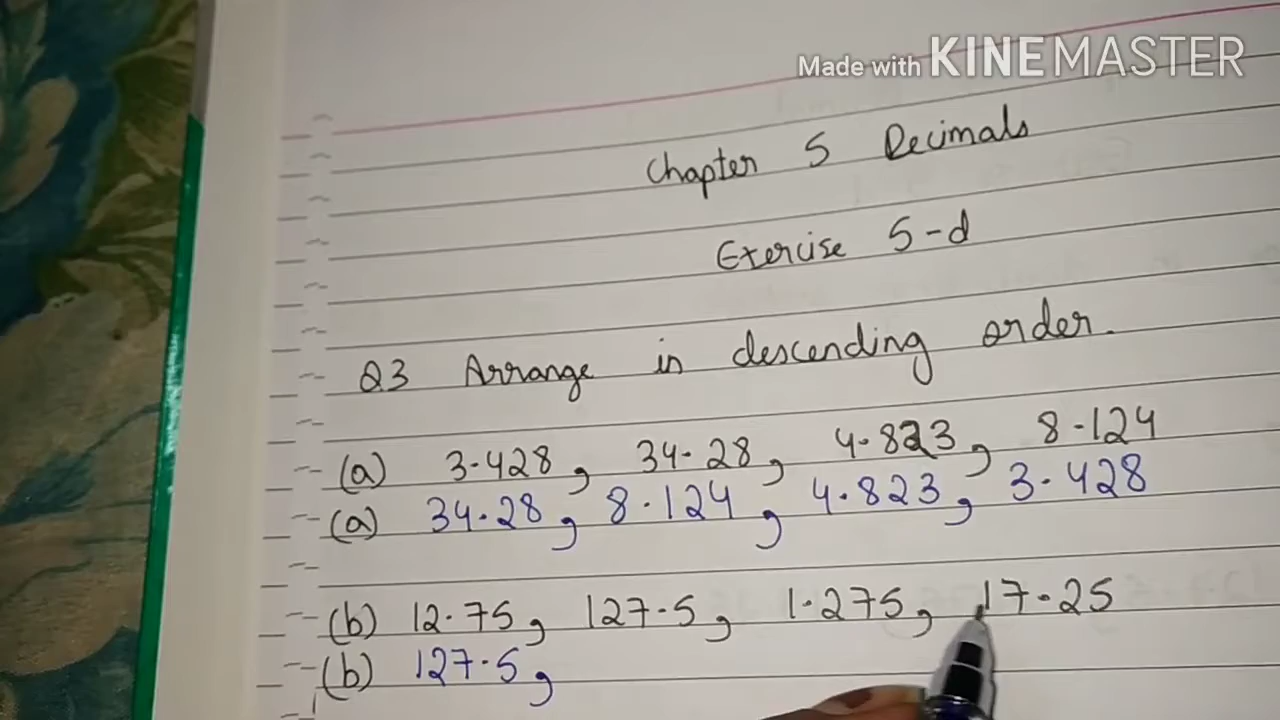 Made with KINEMASTER
Chapter 5 Decimals
Exercise 5-d
Q3 Arrange in descending order.
(a) 3.428, 34.28, 4.823, 8.124
(a) 34.28, 8.124, 4.823, 3.428
(b) 12.75, 127.5, 1.275, 17.25
(b) 127.5,